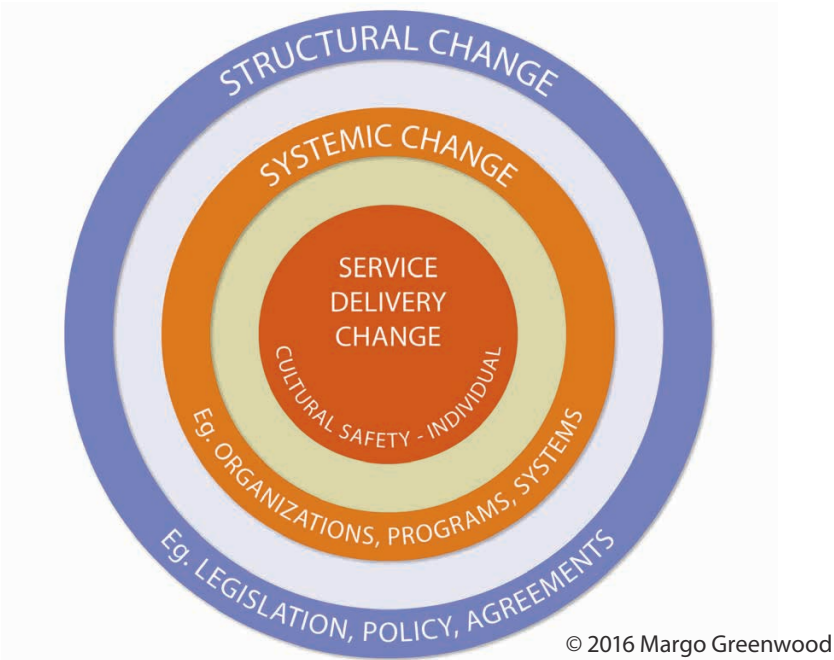 STRUCTURAL CHANGE
SYSTEMIC CHANGE
SERVICE
DELIVERY
CHANGE
CULTURAL SAFETY - INDIVIDUAL
Eg. ORGANIZATIONS, PROGRAMS, SYSTEMS
Eg. LEGISLATION, POLICY, AGREEMENTS
© 2016 Margo Greenwood